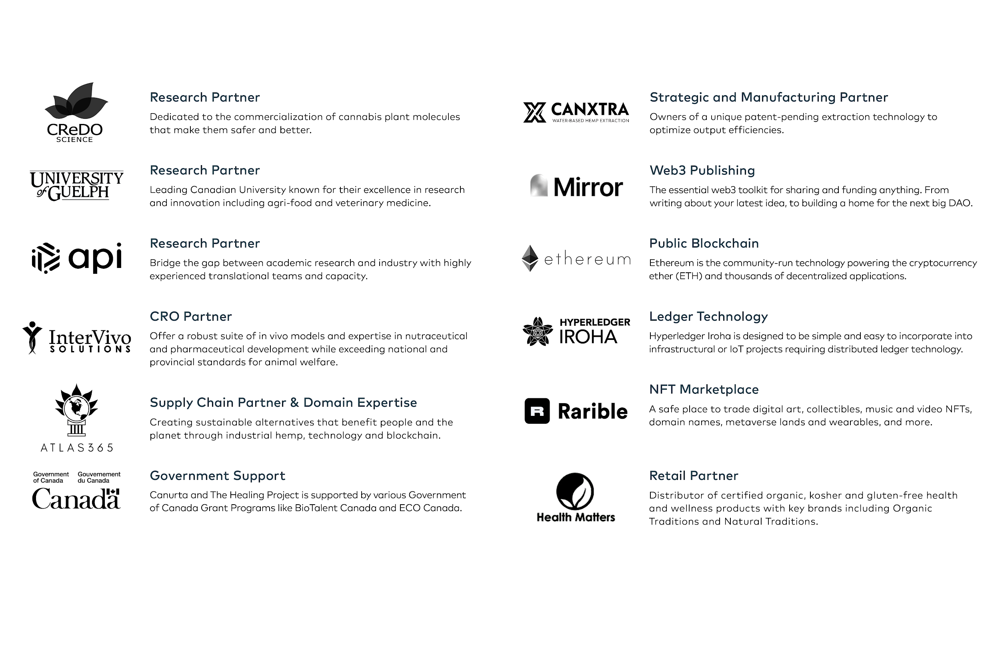 CReDO
SCIENCE
Research Partner
Dedicated to the commercialization of cannabis plant molecules
that make them safer and better.
UNIVERSITY
of GUELPH
Research Partner
Leading Canadian University known for their excellence in research
and innovation including agri-food and veterinary medicine.
api
Research Partner
Bridge the gap between academic research and industry with highly
experienced translational teams and capacity.
InterVivo
SOLUTIONS
CRO Partner
Offer a robust suite of in vivo models and expertise in nutraceutical
and pharmaceutical development while exceeding national and
provincial standards for animal welfare.
ATLAS365
Supply Chain Partner & Domain Expertise
Creating sustainable alternatives that benefit people and the
planet through industrial hemp, technology and blockchain.
Government
of Canada
Gouvernement
du Canada
Canada
Government Support
Canurta and The Healing Project is supported by various Government
of Canada Grant Programs like BioTalent Canada and ECO Canada.
CANXTRA
WATER-BASED HEMP EXTRACTION
Strategic and Manufacturing Partner
Owners of a unique patent-pending extraction technology to
optimize output efficiencies.
Mirror
Web3 Publishing
The essential web3 toolkit for sharing and funding anything. From
writing about your latest idea, to building a home for the next big DAO.
ethereum
Public Blockchain
Ethereum is the community-run technology powering the cryptocurrency
ether (ETH) and thousands of decentralized applications.
HYPERLEDGER
IROHA
Ledger Technology
Hyperledger Iroha is designed to be simple and easy to incorporate into
infrastructural or IoT projects requiring distributed ledger technology.
R
Rarible
NFT Marketplace
A safe place to trade digital art, collectibles, music and video NFTs,
domain names, metaverse lands and wearables, and more.
Health Matters
Retail Partner
Distributor of certified organic, kosher and gluten-free health
and wellness products with key brands including Organic
Traditions and Natural Traditions.